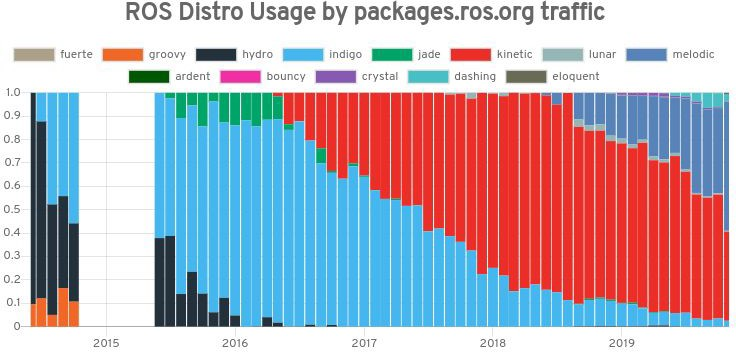 ROS Distro Usage by packages.ros.org traffic
fuerte groovy hydro indigo jade kinetic lunar melodic
ardent bouncy crystal dashing eloquent
1.0
0.9
0.8
0.7
0.6
0.5
0.4
0.3
0.2
0.1
0
2015 2016 2017 2018 2019